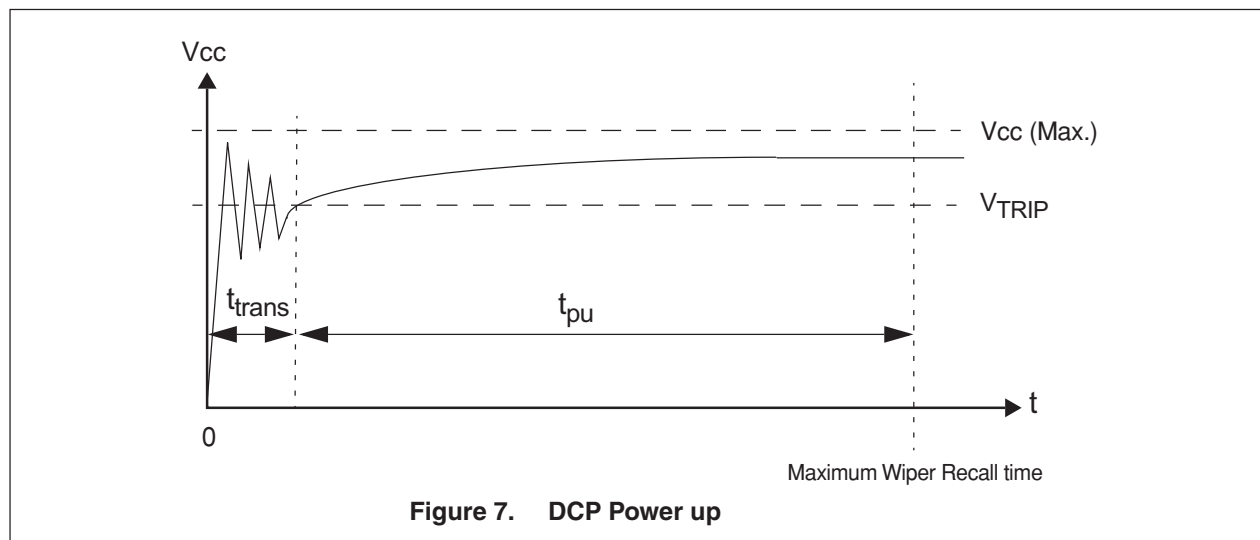 Vcc
Vcc (Max.)
VTRIP
ttrans
tpu
t
0
Maximum Wiper Recall time
Figure 7. DCP Power up